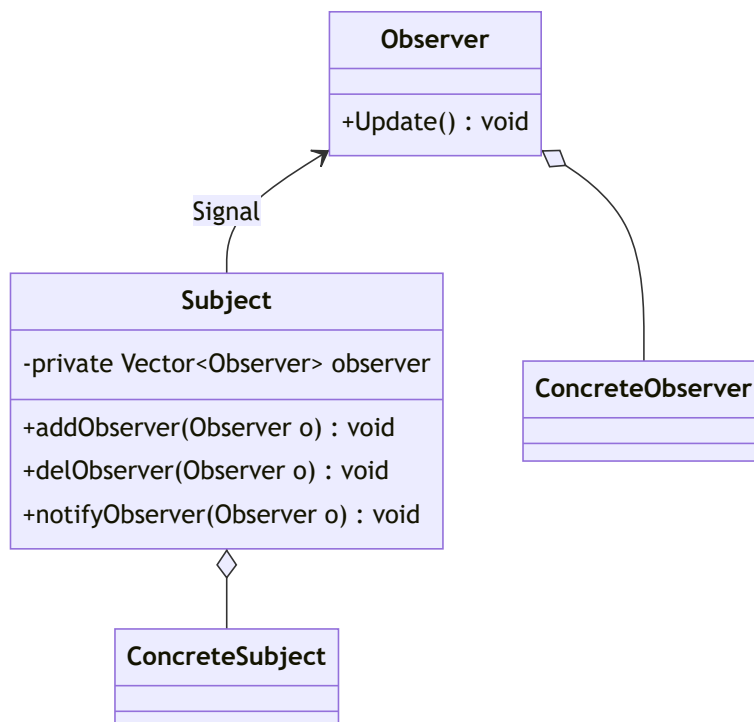 Observer
+Update() : void
Signal
Subject
-private Vector<Observer> observer
+addObserver(Observer o) : void
+delObserver(Observer o) : void
+notifyObserver(Observer o) : void
ConcreteObserver
ConcreteSubject